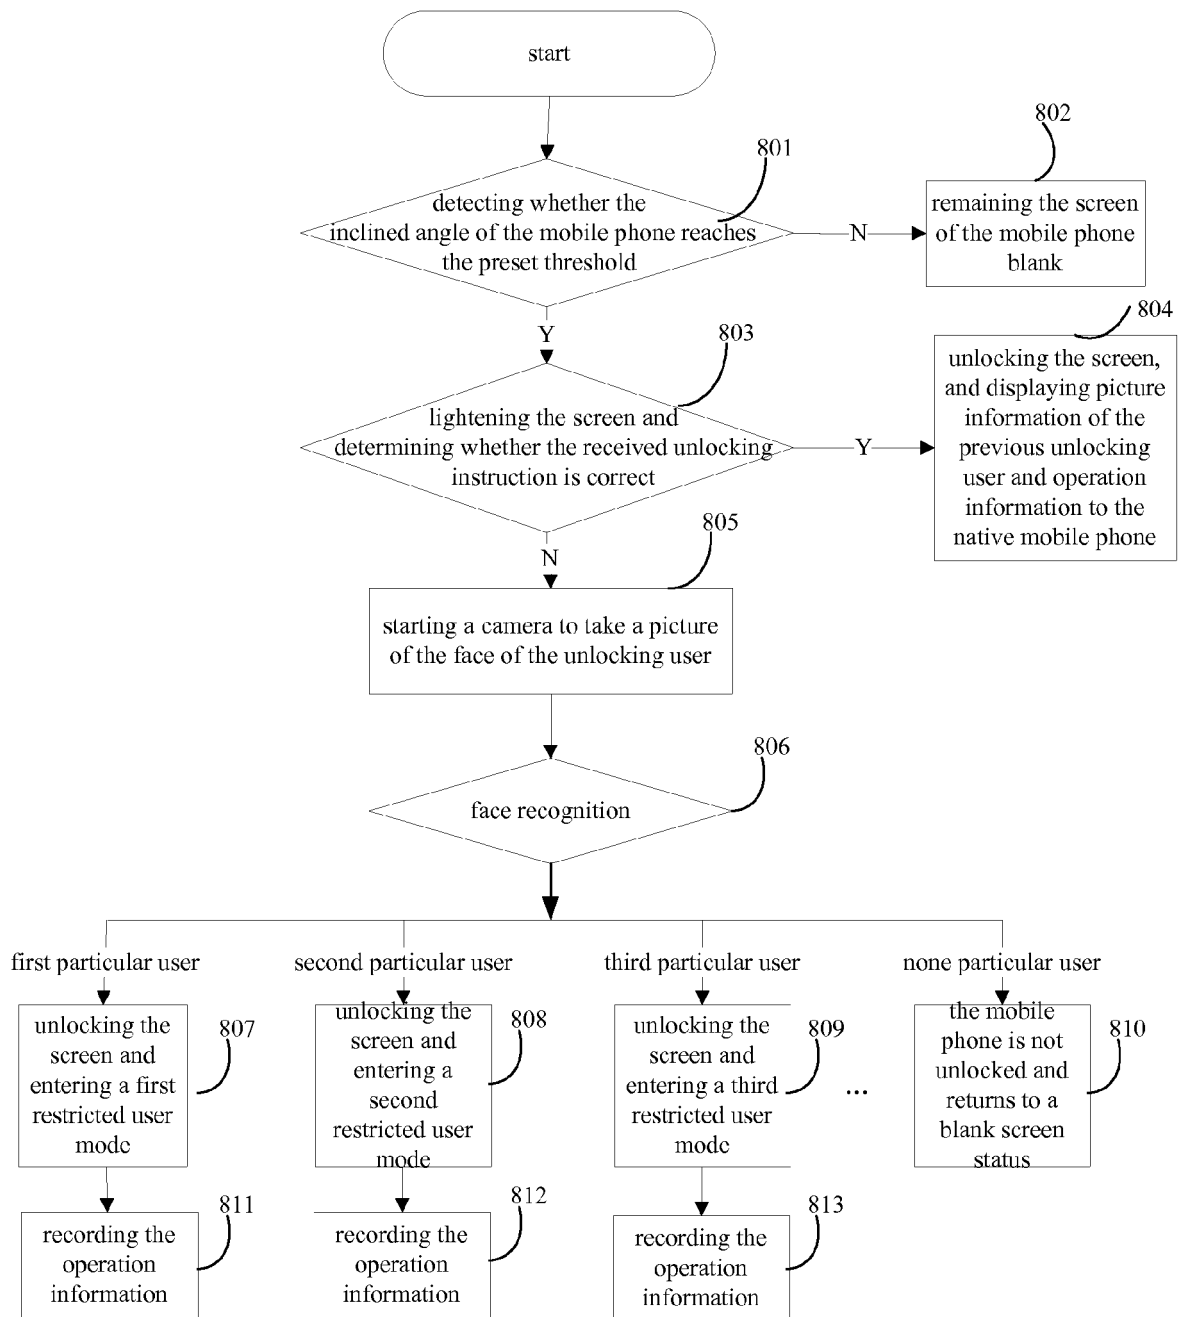 start
801
802
detecting whether the
inclined angle of the mobile phone reaches
the preset threshold
N
remaining the screen
of the mobile phone
blank
Y
803
804
lightening the screen and
determining whether the received unlocking
instruction is correct
Y
unlocking the screen,
and displaying picture
information of the
previous unlocking
user and operation
information to the
native mobile phone
N
805
starting a camera to take a picture
of the face of the unlocking user
806
face recognition
first particular user
second particular user
third particular user
none particular user
unlocking the
screen and
entering a first
restricted user
mode
807
unlocking the
screen and
entering a
second
restricted user
mode
808
unlocking the
screen and
entering a third
restricted user
mode
809
...
the mobile
phone is not
unlocked and
returns to a
blank screen
status
810
811
recording the
operation
information
812
recording the
operation
information
813
recording the
operation
information